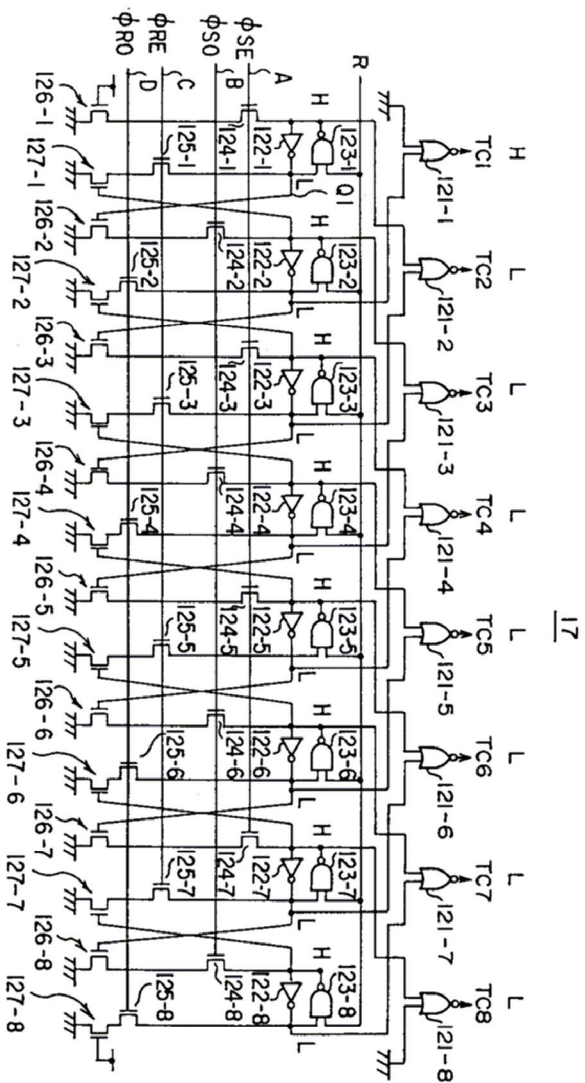 17
H L L L L L L L
TC1 TC2 TC3 TC4 TC5 TC6 TC7 TC8
121-1 121-2 121-3 121-4 121-5 121-6 121-7 121-8
R
123-1 123-2 123-3 123-4 123-5 123-6 123-7 123-8
H H H H H H H H
122-1 122-2 122-3 122-4 122-5 122-6 122-7 122-8
L L L L L L L L
Q1
φSE A
124-1 124-2 124-3 124-4 124-5 124-6 124-7 124-8
φSO B
φRE C
125-1 125-2 125-3 125-4 125-5 125-6 125-7 125-8
φRO D
126-1 127-1 126-2 127-2 126-3 127-3 126-4 127-4 126-5 127-5 126-6 127-6 126-7 127-7 126-8 127-8